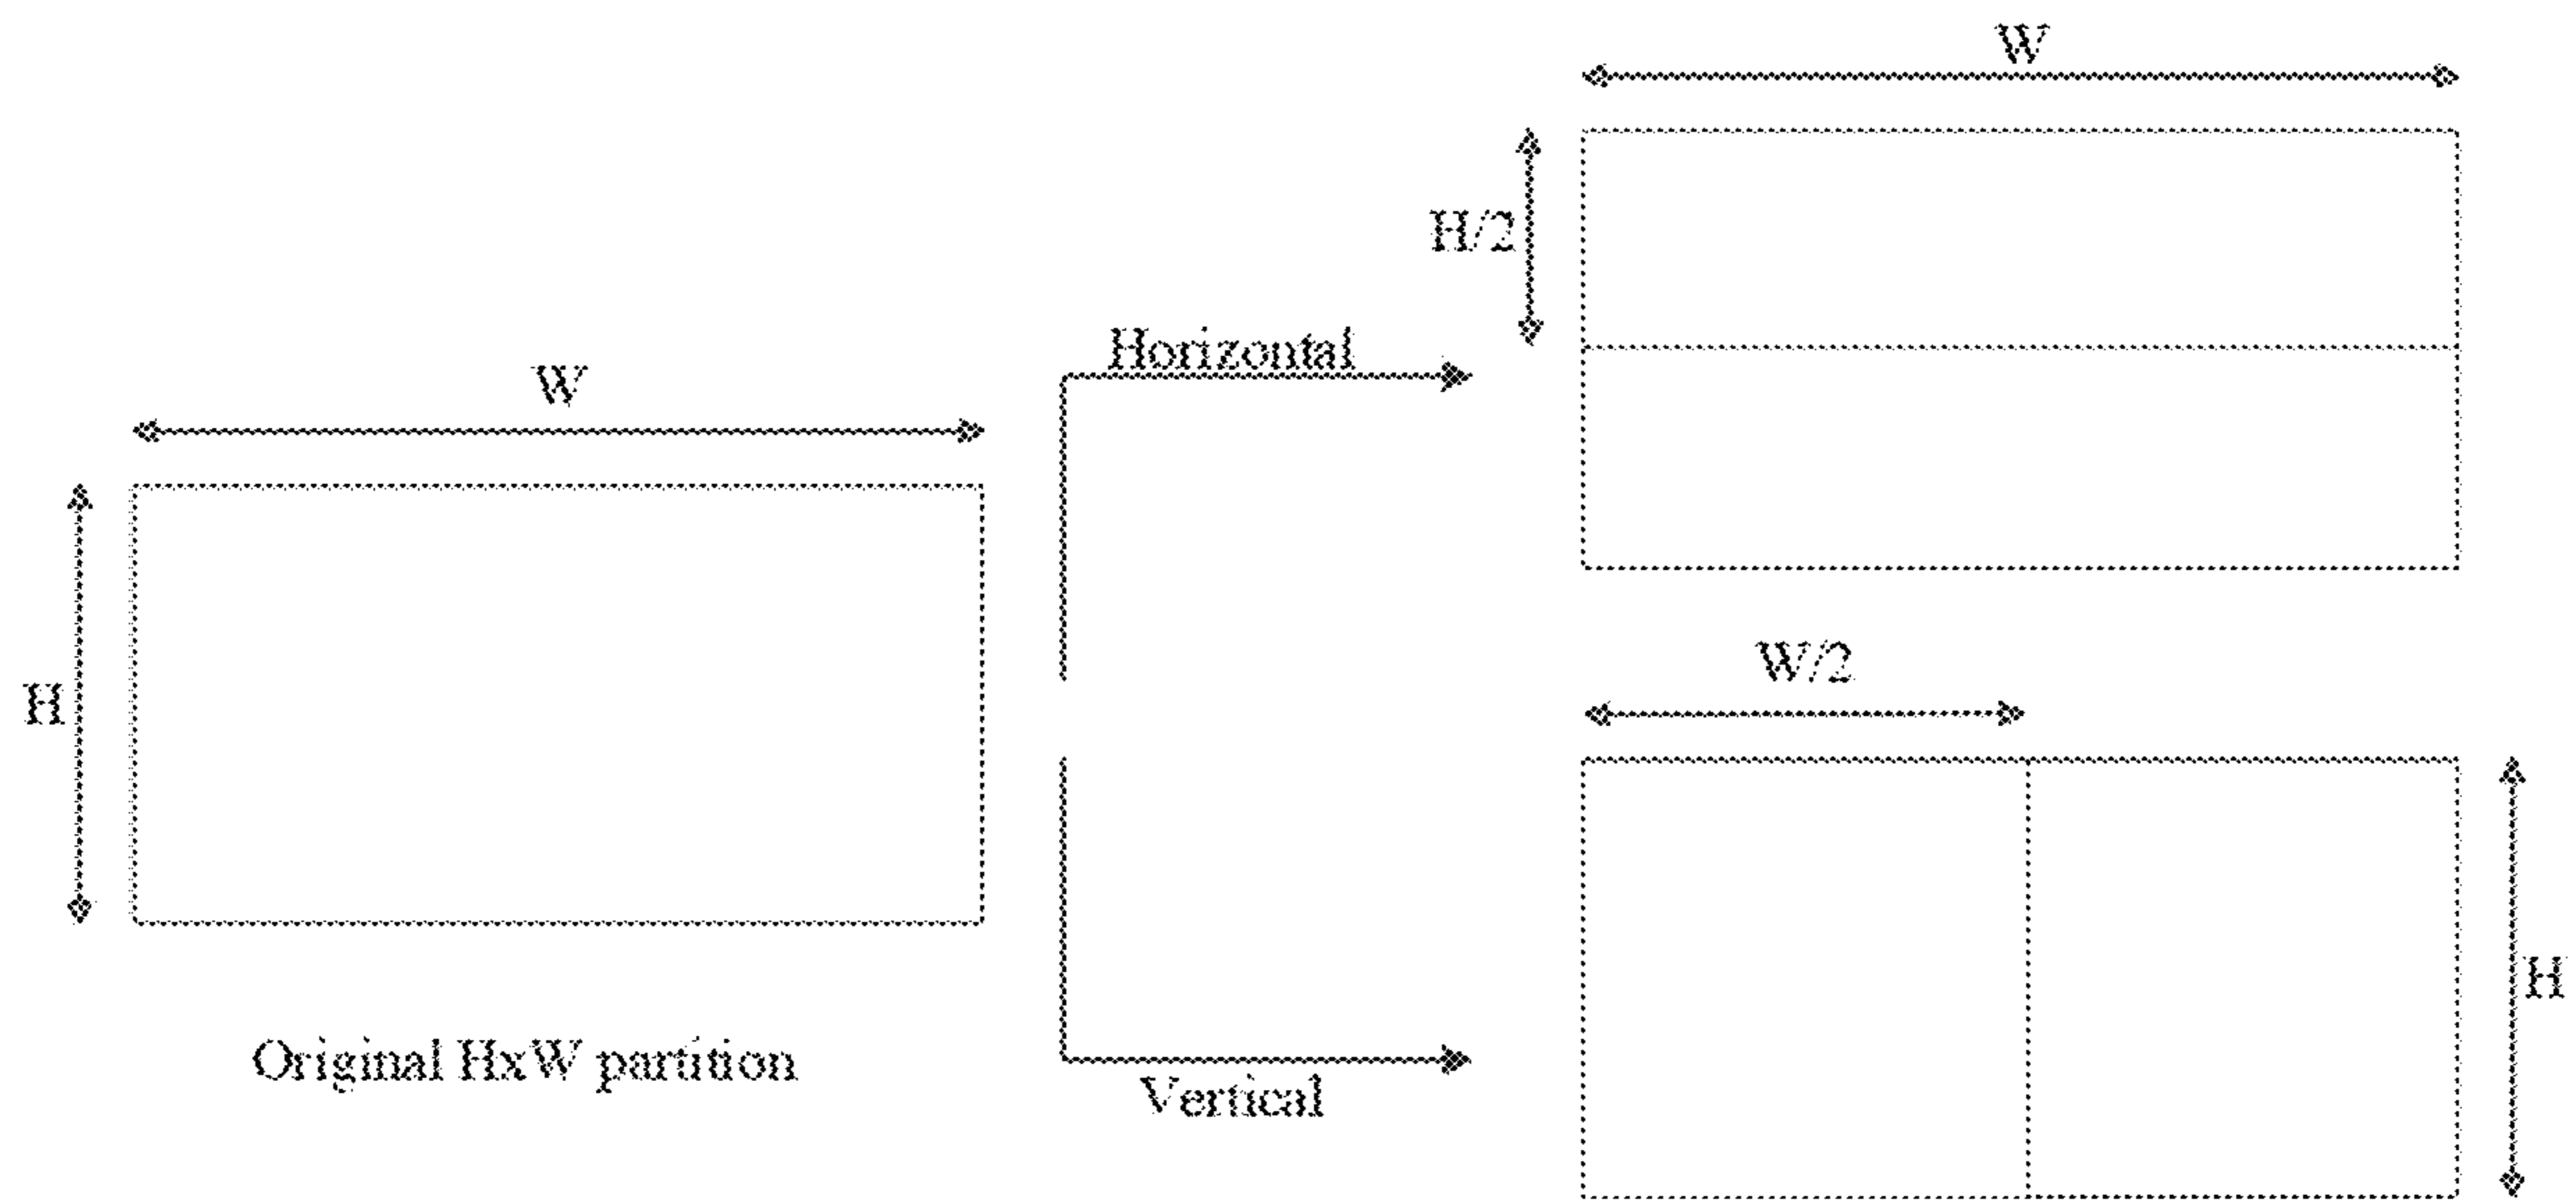 W
H/2
Horizontal
W
H
W/2
H
Original HxW partition
Vertical